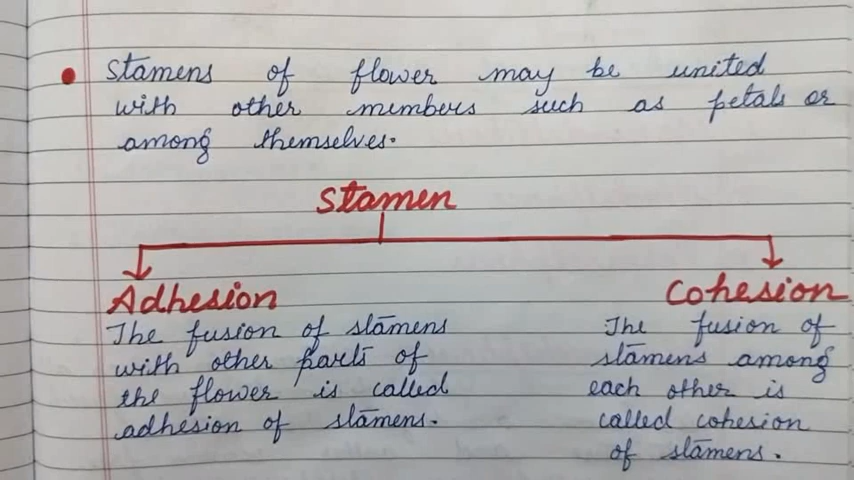 • Stamens of flower may be united
with other members such as petals or
among themselves.
Stamen
Adhesion
The fusion of stamens
with other parts of
the flower is called
adhesion of stamens.
Cohesion
The fusion of
stamens among
each other is
called cohesion
of stamens.